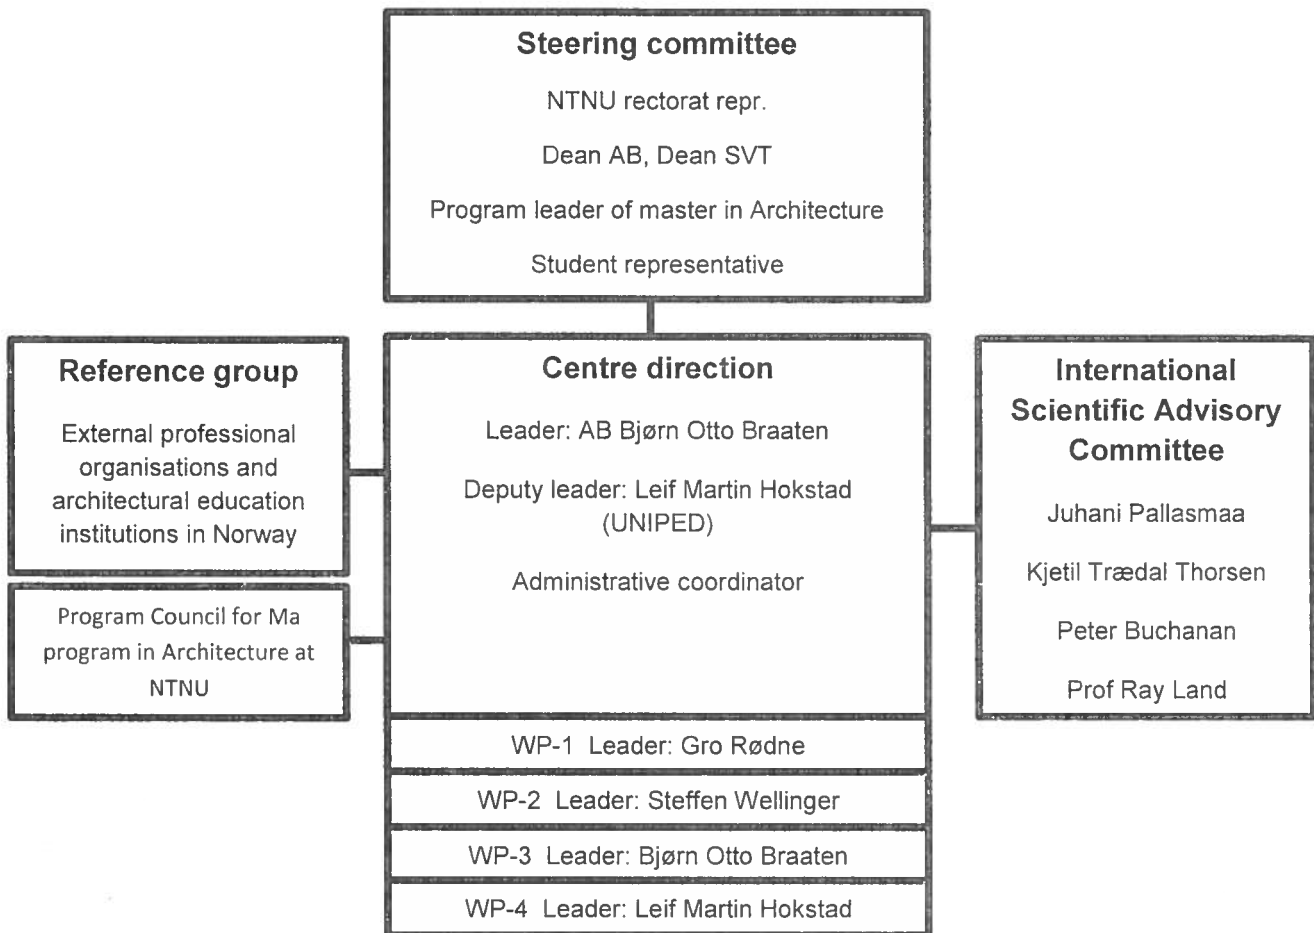 Steering committee
NTNU rectorat repr.
Dean AB, Dean SVT
Program leader of master in Architecture
Student representative
Reference group
External professional
organisations and
architectural education
institutions in Norway
Program Council for Ma
program in Architecture at
NTNU
Centre direction
Leader: AB Bjørn Otto Braaten
Deputy leader: Leif Martin Hokstad
(UNIPED)
Administrative coordinator
WP-1 Leader: Gro Rødne
WP-2 Leader: Steffen Wellinger
WP-3 Leader: Bjørn Otto Braaten
WP-4 Leader: Leif Martin Hokstad
International
Scientific Advisory
Committee
Juhani Pallasmaa
Kjetil Trædal Thorsen
Peter Buchanan
Prof Ray Land